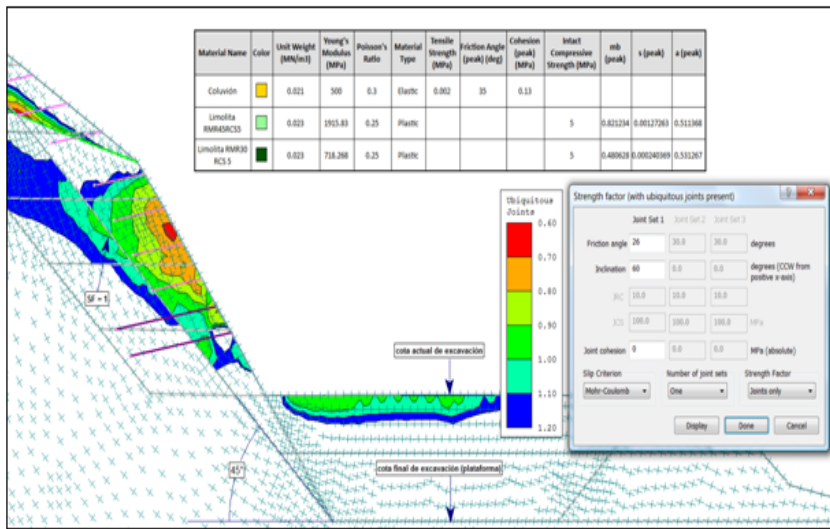 Material Name Color Unit Weight (MN/m3) Young's Modulus (MPa) Poisson's Ratio Material Type Tensile Strength (MPa) Friction Angle (peak) (deg) Cohesion (peak) (MPa) Intact Compressive Strength (MPa) mb (peak) s (peak) a (peak)
Coluvión 0.021 500 0.3 Elastic 0.002 35 0.13
Limolita RMR45RCS5 0.023 1915.83 0.25 Plastic 5 0.821234 0.00127263 0.511368
Limolita RMR30 RCS 5 0.023 718.268 0.25 Plastic 5 0.480628 0.000240369 0.531267
Ubiquitous
Joints
0.60
0.70
0.80
0.90
1.00
1.10
1.20
SF = 1
cota actual de excavación
cota final de excavación (plataforma)
45°
Strength factor (with ubiquitous joints present)
Joint Set 1 Joint Set 2 Joint Set 3
Friction angle 26 30.0 30.0 degrees
Inclination 60 0.0 0.0 degrees (CCW from positive x-axis)
JRC 10.0 10.0 10.0
JCS 100.0 100.0 100.0 MPa
Joint cohesion 0 0.0 0.0 MPa (absolute)
Slip Criterion Number of joint sets Strength Factor
Mohr-Coulomb One Joints only
Display Done Cancel